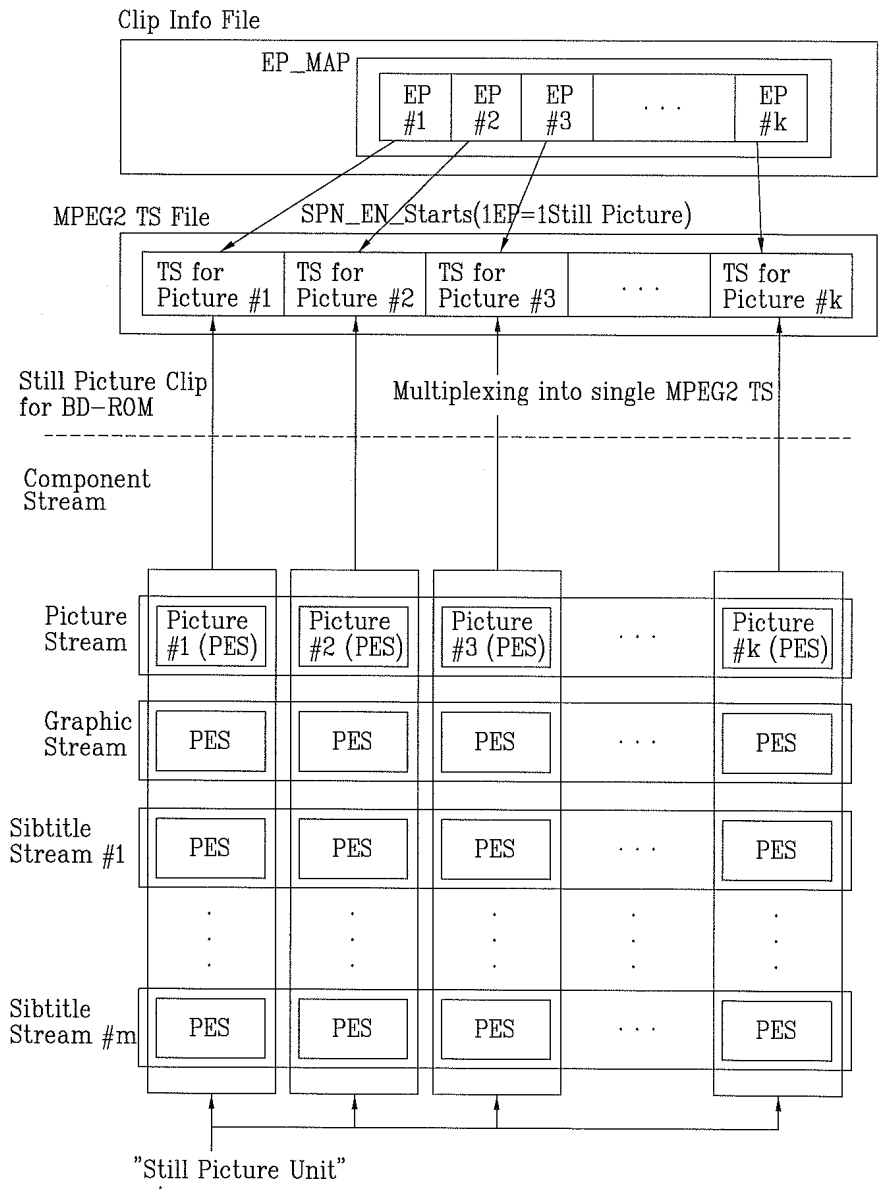 Clip Info File
EP_MAP
EP #1
EP #2
EP #3
. . .
EP #k
MPEG2 TS File
SPN_EN_Starts(1EP=1Still Picture)
TS for Picture #1
TS for Picture #2
TS for Picture #3
. . .
TS for Picture #k
Still Picture Clip
for BD-ROM
Multiplexing into single MPEG2 TS
Component
Stream
Picture
Stream
Picture #1 (PES)
Picture #2 (PES)
Picture #3 (PES)
. . .
Picture #k (PES)
Graphic
Stream
PES
PES
PES
. . .
PES
Sibtitle
Stream #1
PES
PES
PES
. . .
PES
Sibtitle
Stream #m
PES
PES
PES
. . .
PES
"Still Picture Unit"